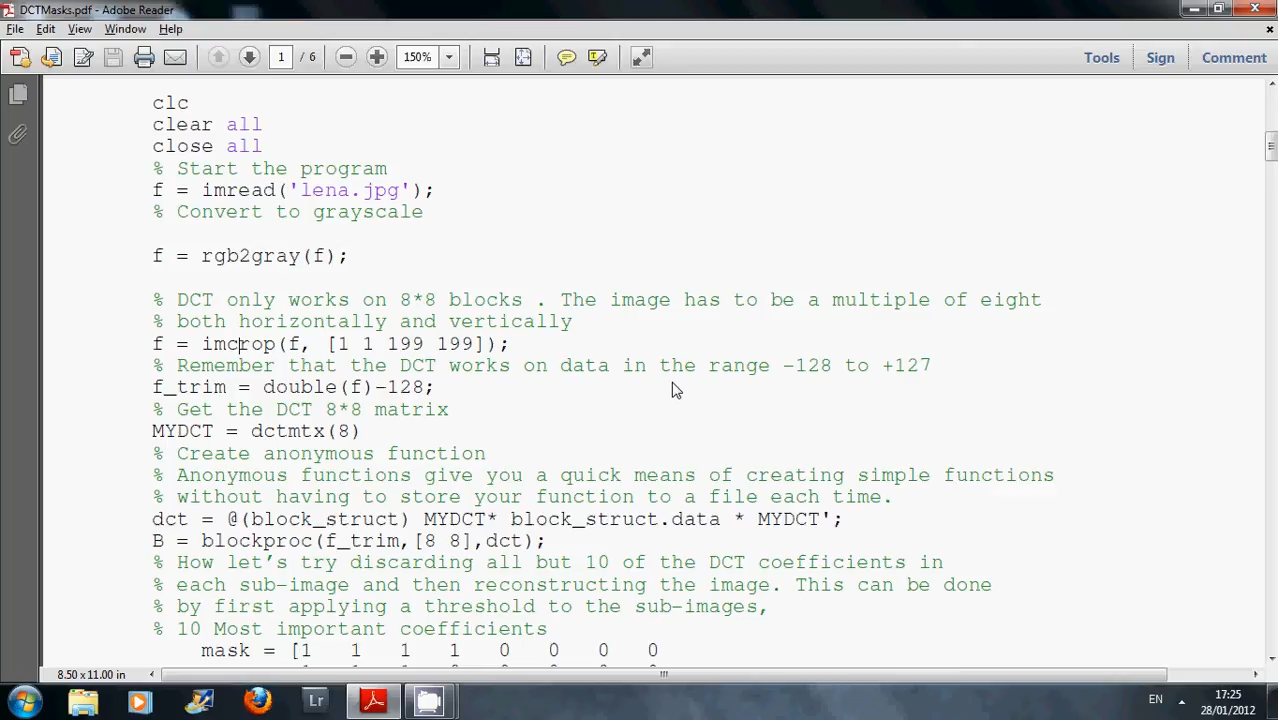 DCTMasks.pdf - Adobe Reader
File Edit View Window Help
1 / 6 150% Tools Sign Comment
clc
clear all
close all
% Start the program
f = imread('lena.jpg');
% Convert to grayscale
f = rgb2gray(f);
% DCT only works on 8*8 blocks . The image has to be a multiple of eight
% both horizontally and vertically
f = imcrop(f, [1 1 199 199]);
% Remember that the DCT works on data in the range -128 to +127
f_trim = double(f)-128;
% Get the DCT 8*8 matrix
MYDCT = dctmtx(8)
% Create anonymous function
% Anonymous functions give you a quick means of creating simple functions
% without having to store your function to a file each time.
dct = @(block_struct) MYDCT* block_struct.data * MYDCT';
B = blockproc(f_trim,[8 8],dct);
% How let’s try discarding all but 10 of the DCT coefficients in
% each sub-image and then reconstructing the image. This can be done
% by first applying a threshold to the sub-images,
% 10 Most important coefficients
mask = [1 1 1 1 0 0 0 0
8.50 x 11.00 in
Lr EN 17:25
28/01/2012